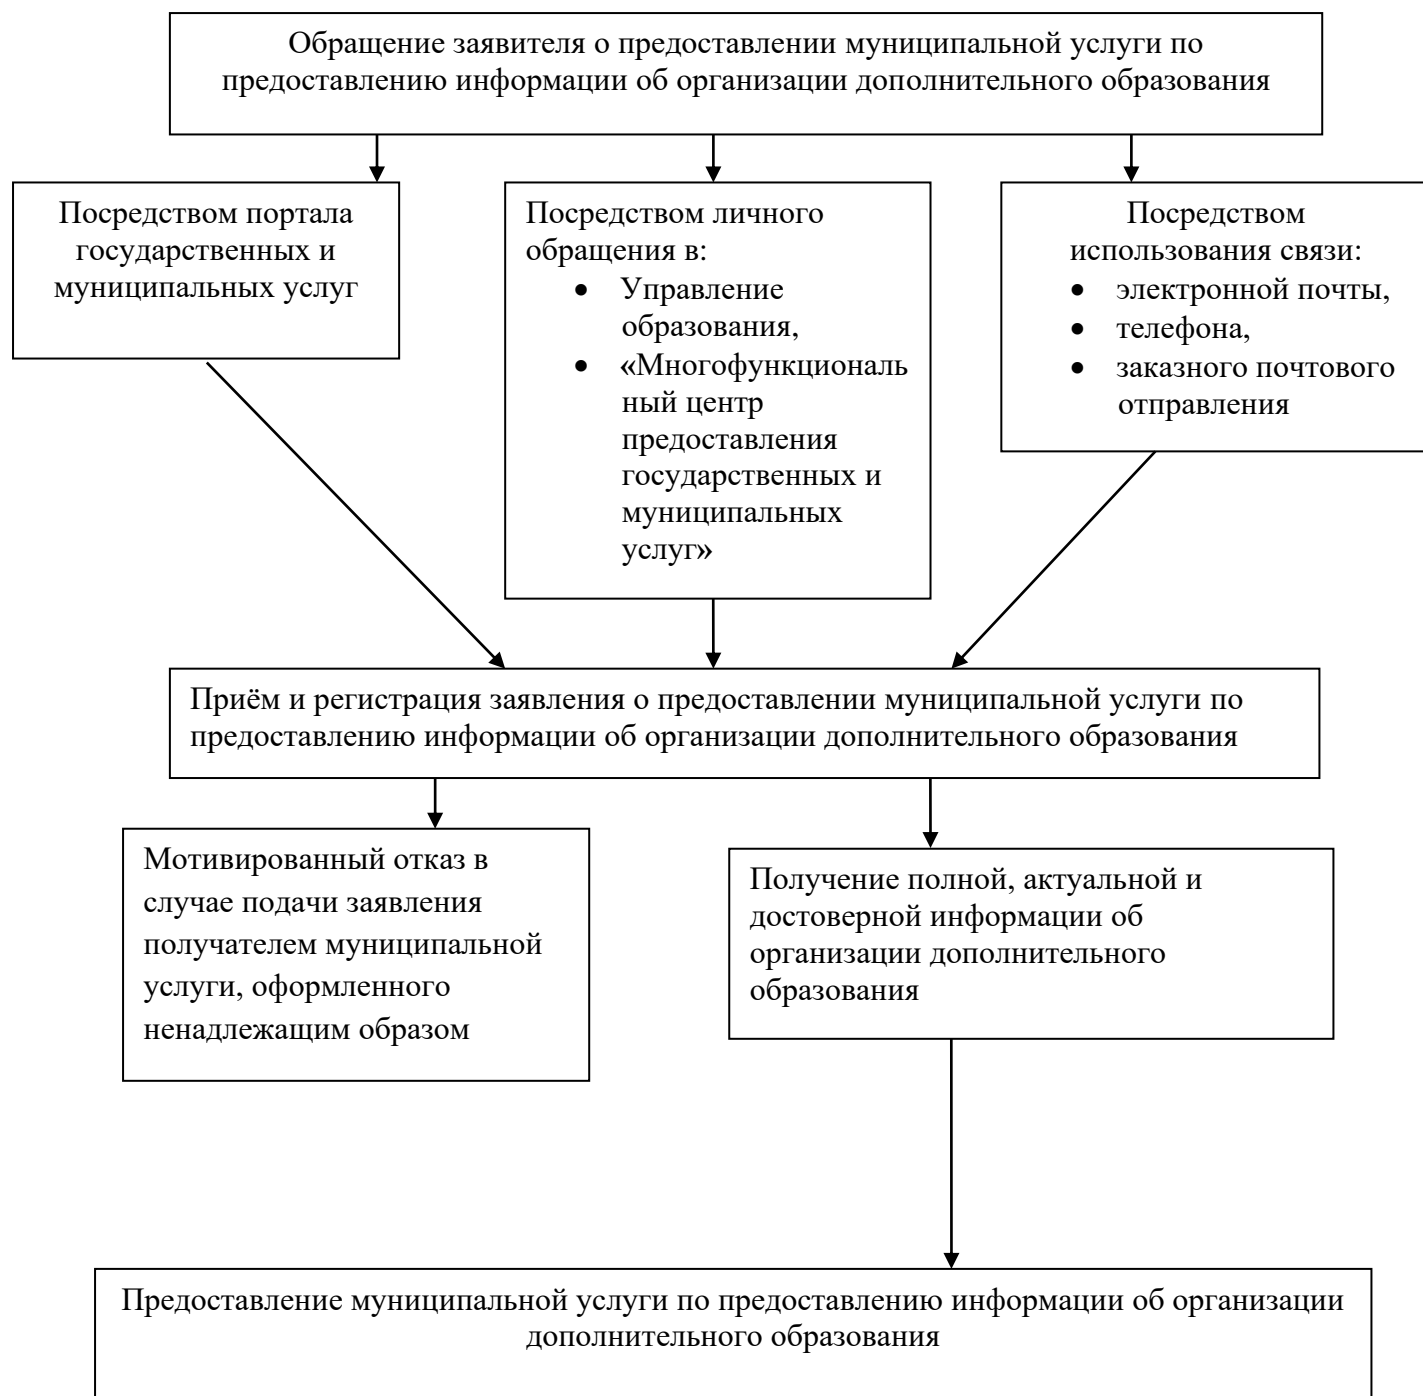 Обращение заявителя о предоставлении муниципальной услуги по
предоставлению информации об организации дополнительного образования
Посредством портала
государственных и
муниципальных услуг
Посредством личного
обращения в:
• Управление
образования,
• «Многофункциональ
ный центр
предоставления
государственных и
муниципальных
услуг»
Посредством
использования связи:
• электронной почты,
• телефона,
• заказного почтового
отправления
Приём и регистрация заявления о предоставлении муниципальной услуги по
предоставлению информации об организации дополнительного образования
Мотивированный отказ в
случае подачи заявления
получателем муниципальной
услуги, оформленного
ненадлежащим образом
Получение полной, актуальной и
достоверной информации об
организации дополнительного
образования
Предоставление муниципальной услуги по предоставлению информации об организации
дополнительного образования